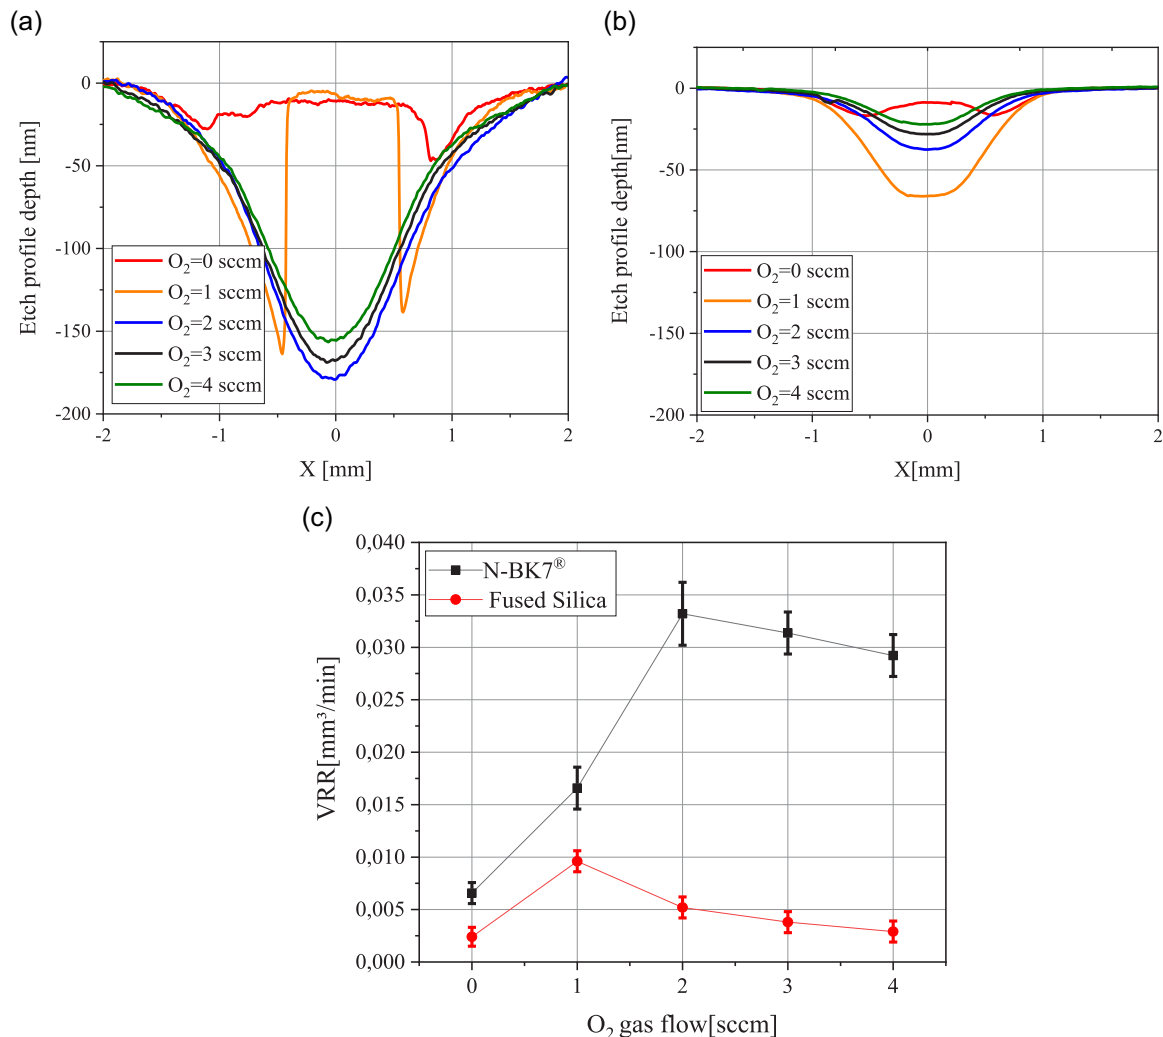 (a)
Etch profile depth [nm]
0
-50
-100
-150
-200
-2
-1
0
1
2
X [mm]
O2=0 sccm
O2=1 sccm
O2=2 sccm
O2=3 sccm
O2=4 sccm
(b)
Etch profile depth[nm]
0
-50
-100
-150
-200
-2
-1
0
1
2
X[mm]
O2=0 sccm
O2=1 sccm
O2=2 sccm
O2=3 sccm
O2=4 sccm
(c)
VRR[mm³/min]
0,040
0,035
0,030
0,025
0,020
0,015
0,010
0,005
0,000
0
1
2
3
4
O2 gas flow[sccm]
N-BK7®
Fused Silica